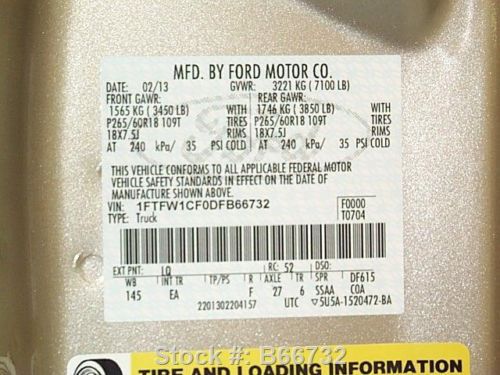 MFD. BY FORD MOTOR CO.
DATE: 02/13 GVWR: 3221 KG ( 7100 LB)
FRONT GAWR: REAR GAWR:
1565 KG ( 3450 LB) WITH 1746 KG ( 3850 LB) WITH
P265/60R18 109T TIRES P265/60R18 109T TIRES
18X7.5J RIMS 18X7.5J RIMS
AT 240 kPa/ 35 PSI COLD AT 240 kPa/ 35 PSI COLD
THIS VEHICLE CONFORMS TO ALL APPLICABLE FEDERAL MOTOR
VEHICLE SAFETY STANDARDS IN EFFECT ON THE DATE OF
MANUFACTURE SHOWN ABOVE.
VIN: 1FTFW1CF0DFB66732 F0000
TYPE: Truck T0704
EXT PNT: LQ RC: 52 DSO:
WB INT TR TP/PS R AXLE TR SPR DF615
145 EA F 27 6 SSAA COA
2201302204157 UTC 5U5A-1520472-BA
TIRE AND LOADING INFORMATION
Stock #: B66732